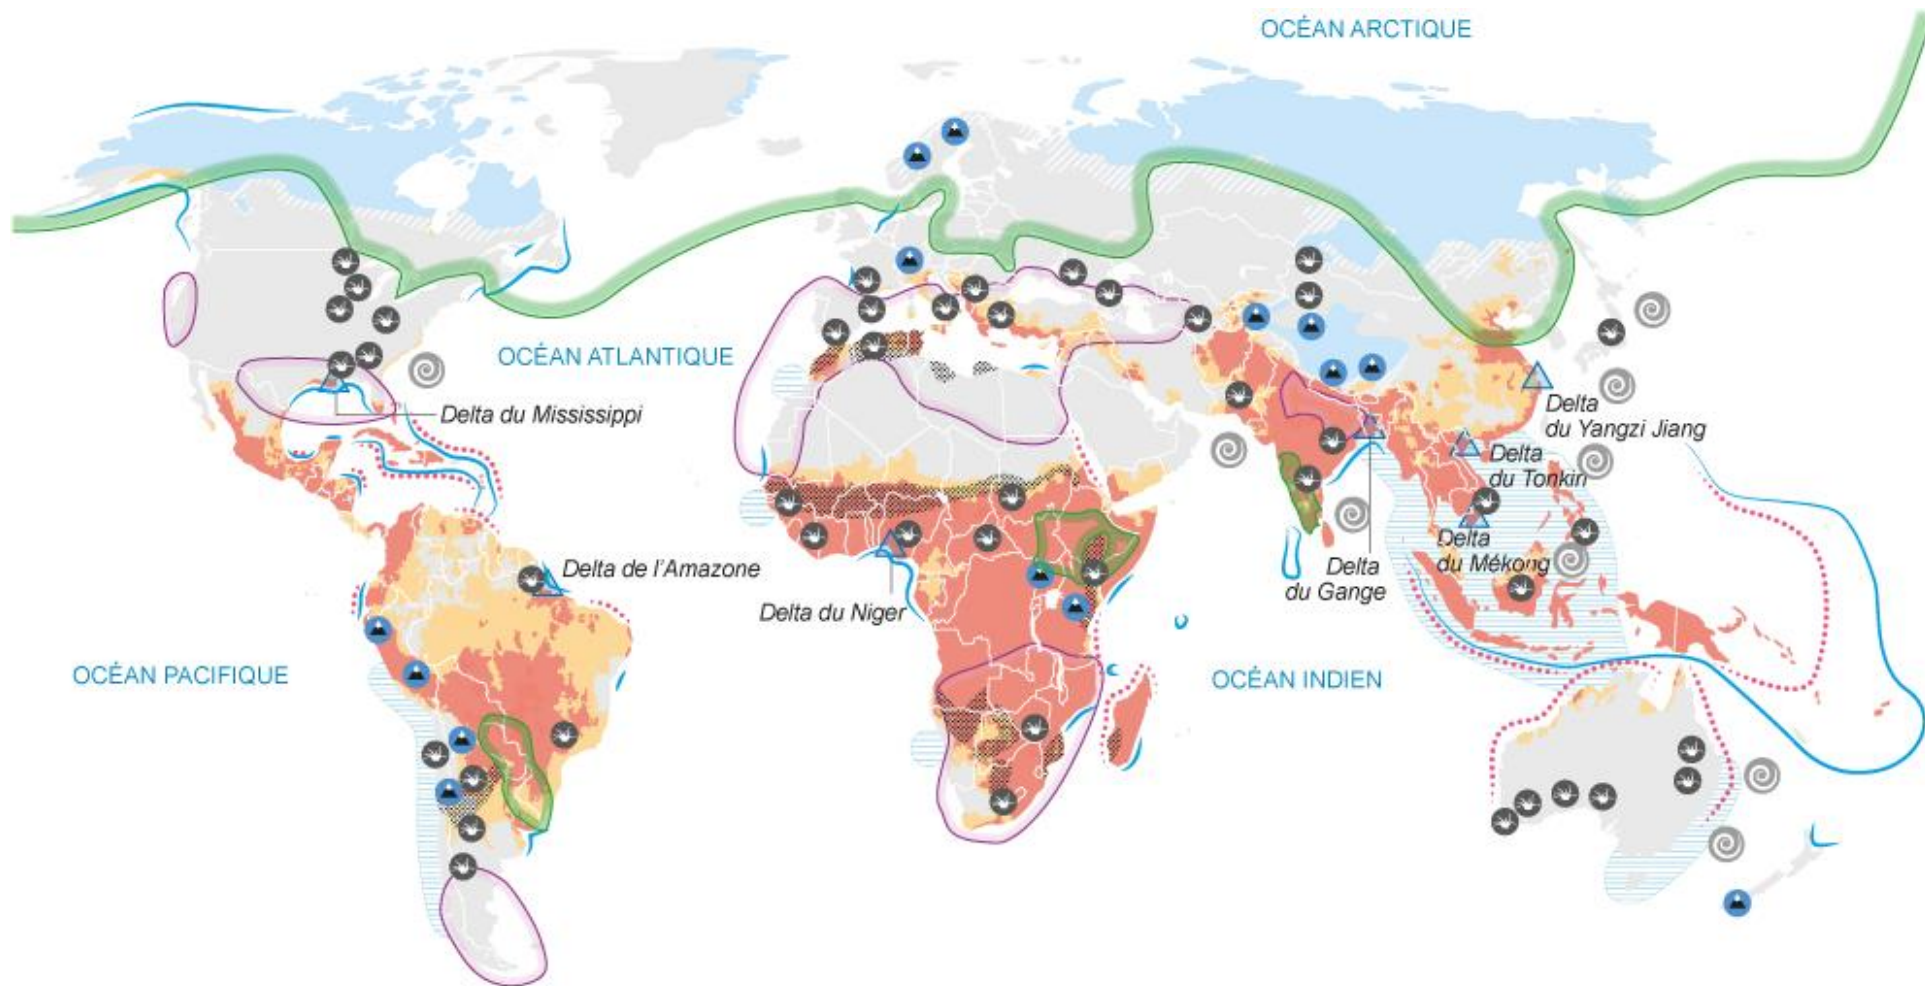 OCÉAN ARCTIQUE
OCÉAN ATLANTIQUE
Delta du Mississippi
Delta
du Yangzi Jiang
Delta
du Tonkin
Delta
du Mékong
Delta
du Gange
Delta de l'Amazone
Delta du Niger
OCÉAN PACIFIQUE
OCÉAN INDIEN